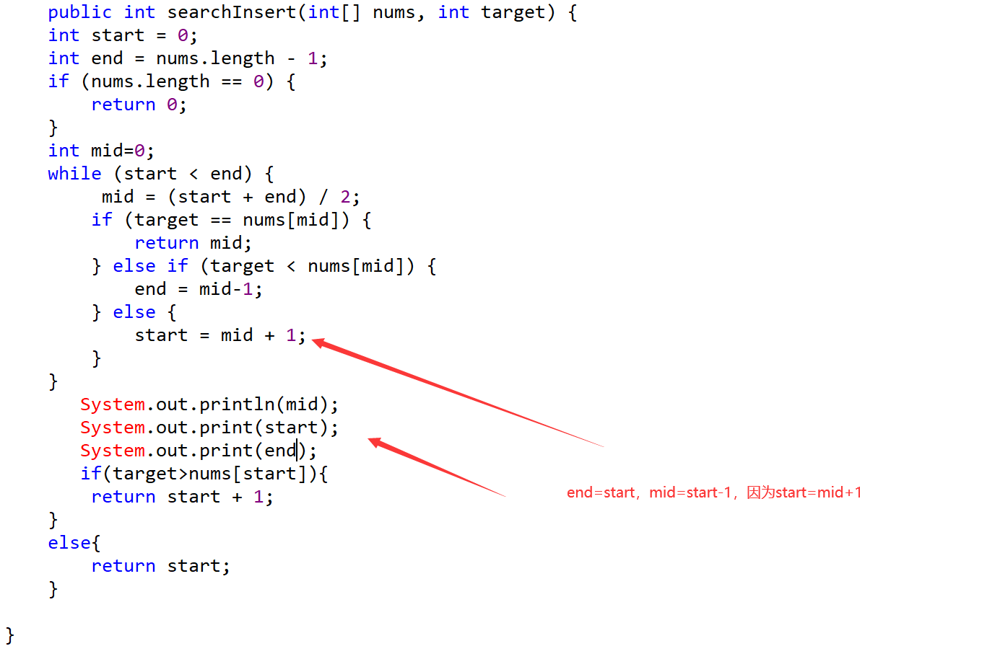 public int searchInsert(int[] nums, int target) {
int start = 0;
int end = nums.length - 1;
if (nums.length == 0) {
return 0;
}
int mid=0;
while (start < end) {
mid = (start + end) / 2;
if (target == nums[mid]) {
return mid;
} else if (target < nums[mid]) {
end = mid-1;
} else {
start = mid + 1;
}
}
System.out.println(mid);
System.out.print(start);
System.out.print(end);
if(target>nums[start]){
end=start，mid=start-1，因为start=mid+1
return start + 1;
}
else{
return start;
}
}